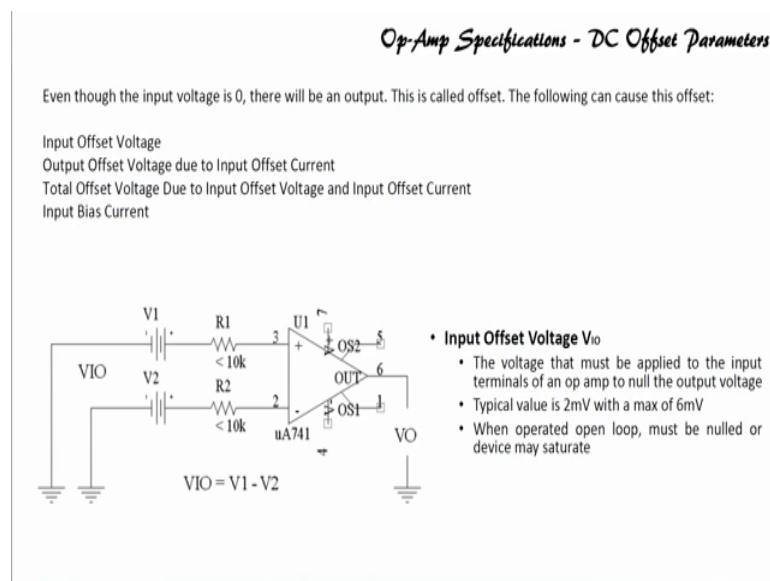 Op-Amp Specifications - DC Offset Parameters
Even though the input voltage is 0, there will be an output. This is called offset. The following can cause this offset:
Input Offset Voltage
Output Offset Voltage due to Input Offset Current
Total Offset Voltage Due to Input Offset Voltage and Input Offset Current
Input Bias Current
V1
R1
< 10k
VIO
V2
R2
< 10k
U1
3
+
2
-
uA741
7
OS2
5
OUT
6
OS1
1
4
VO
VIO = V1 - V2
• Input Offset Voltage VIO
• The voltage that must be applied to the input
terminals of an op amp to null the output voltage
• Typical value is 2mV with a max of 6mV
• When operated open loop, must be nulled or
device may saturate